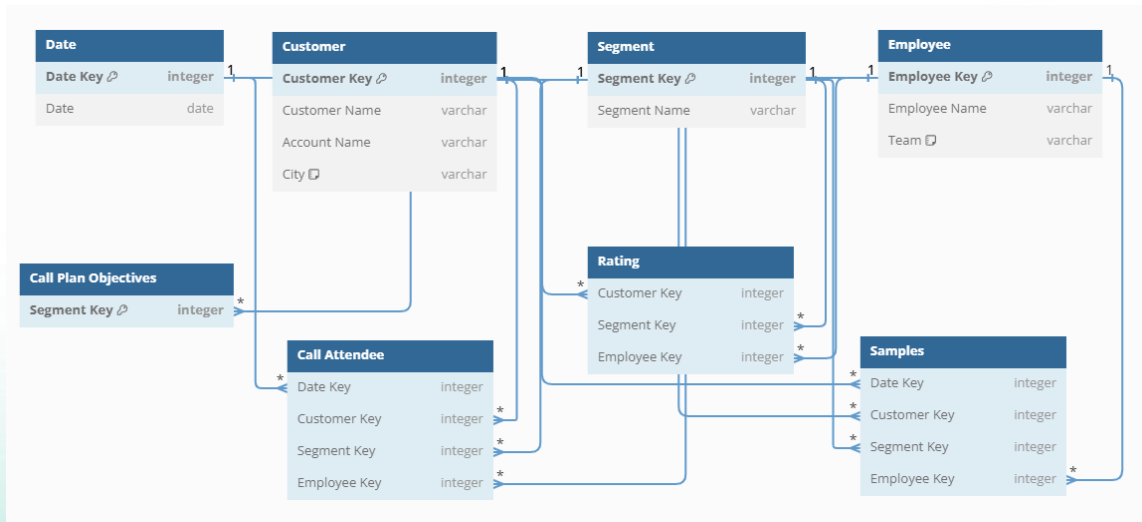 Date
Date Key integer
Date date
Customer
Customer Key integer
Customer Name varchar
Account Name varchar
City varchar
Segment
Segment Key integer
Segment Name varchar
Employee
Employee Key integer
Employee Name varchar
Team varchar
1
1
1
1
1
1
Call Plan Objectives
Segment Key integer
*
Rating
Customer Key integer
Segment Key integer
Employee Key integer
*
*
*
Call Attendee
Date Key integer
Customer Key integer
Segment Key integer
Employee Key integer
*
*
*
*
Samples
Date Key integer
Customer Key integer
Segment Key integer
Employee Key integer
*
*
*
*